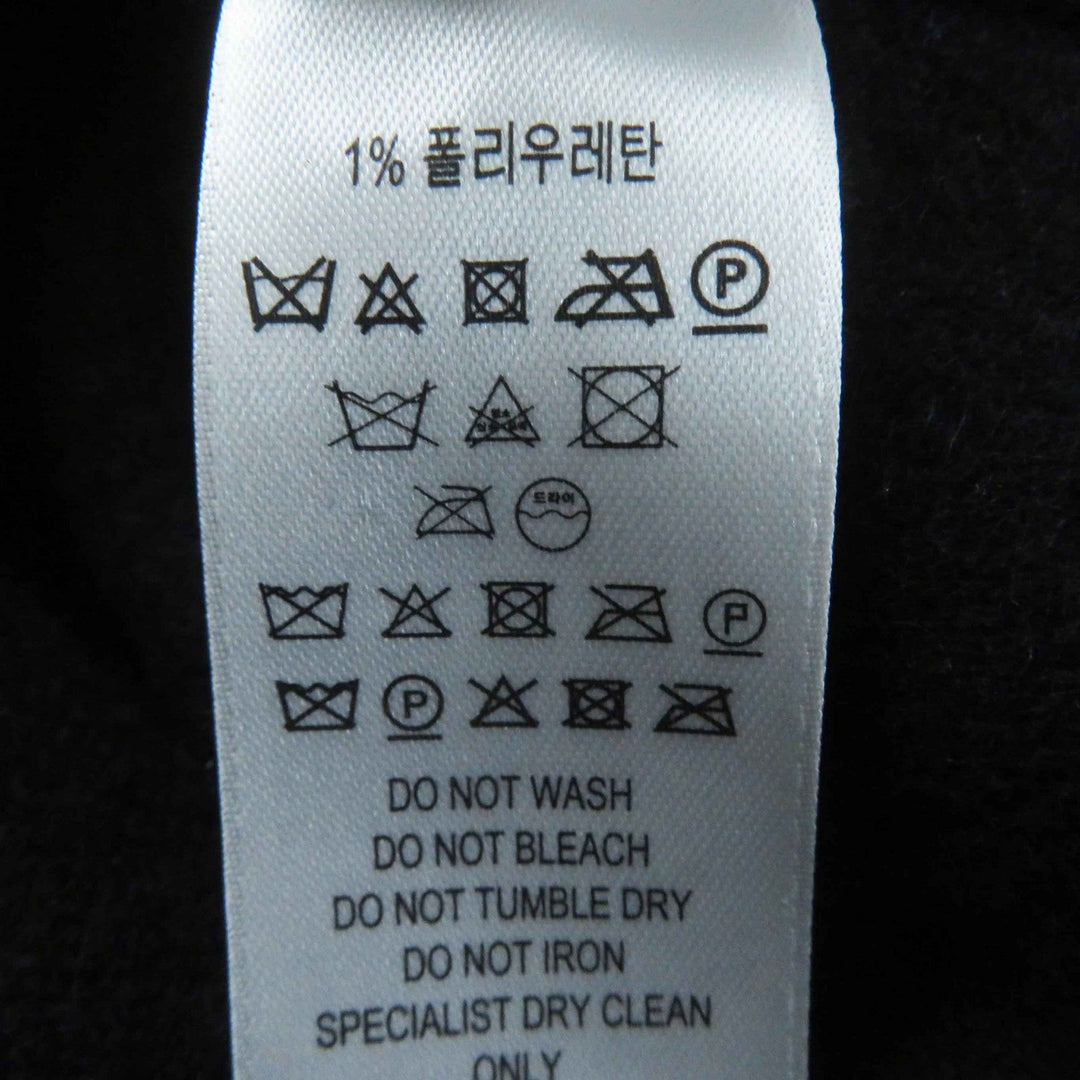 1% 폴리우레탄
P
드라이
P
P
DO NOT WASH
DO NOT BLEACH
DO NOT TUMBLE DRY
DO NOT IRON
SPECIALIST DRY CLEAN
ONLY